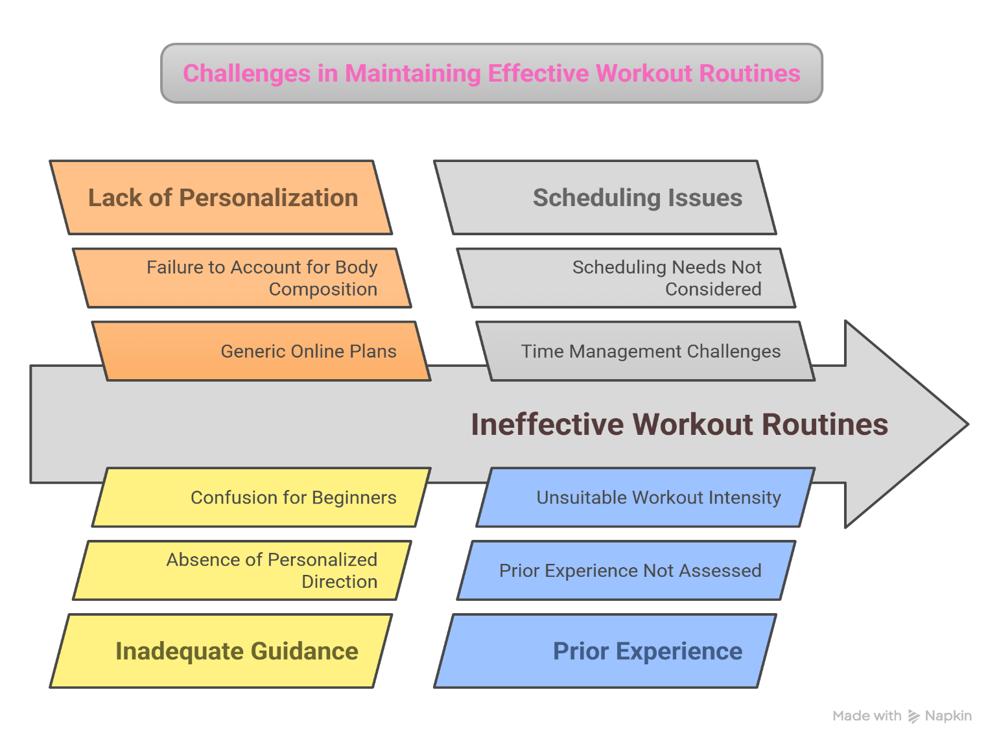 Challenges in Maintaining Effective Workout Routines
Lack of Personalization
Failure to Account for Body
Composition
Generic Online Plans
Scheduling Issues
Scheduling Needs Not
Considered
Time Management Challenges
Ineffective Workout Routines
Confusion for Beginners
Absence of Personalized
Direction
Inadequate Guidance
Unsuitable Workout Intensity
Prior Experience Not Assessed
Prior Experience
Made with Napkin